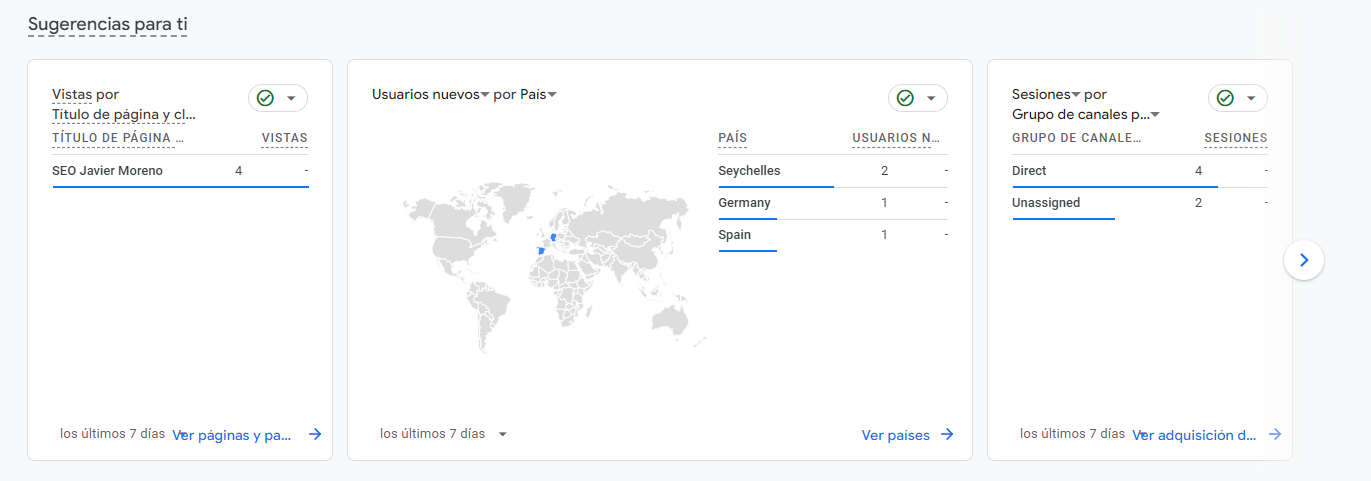 Sugerencias para ti
Vistas por
Título de página y cl...
TÍTULO DE PÁGINA ... VISTAS
SEO Javier Moreno 4 -
los últimos 7 días Ver páginas y pa...
Usuarios nuevos por País
PAÍS USUARIOS N...
Seychelles 2 -
Germany 1 -
Spain 1 -
los últimos 7 días Ver países
Sesiones por
Grupo de canales p...
GRUPO DE CANALE... SESIONES
Direct 4 -
Unassigned 2 -
los últimos 7 días Ver adquisición d...